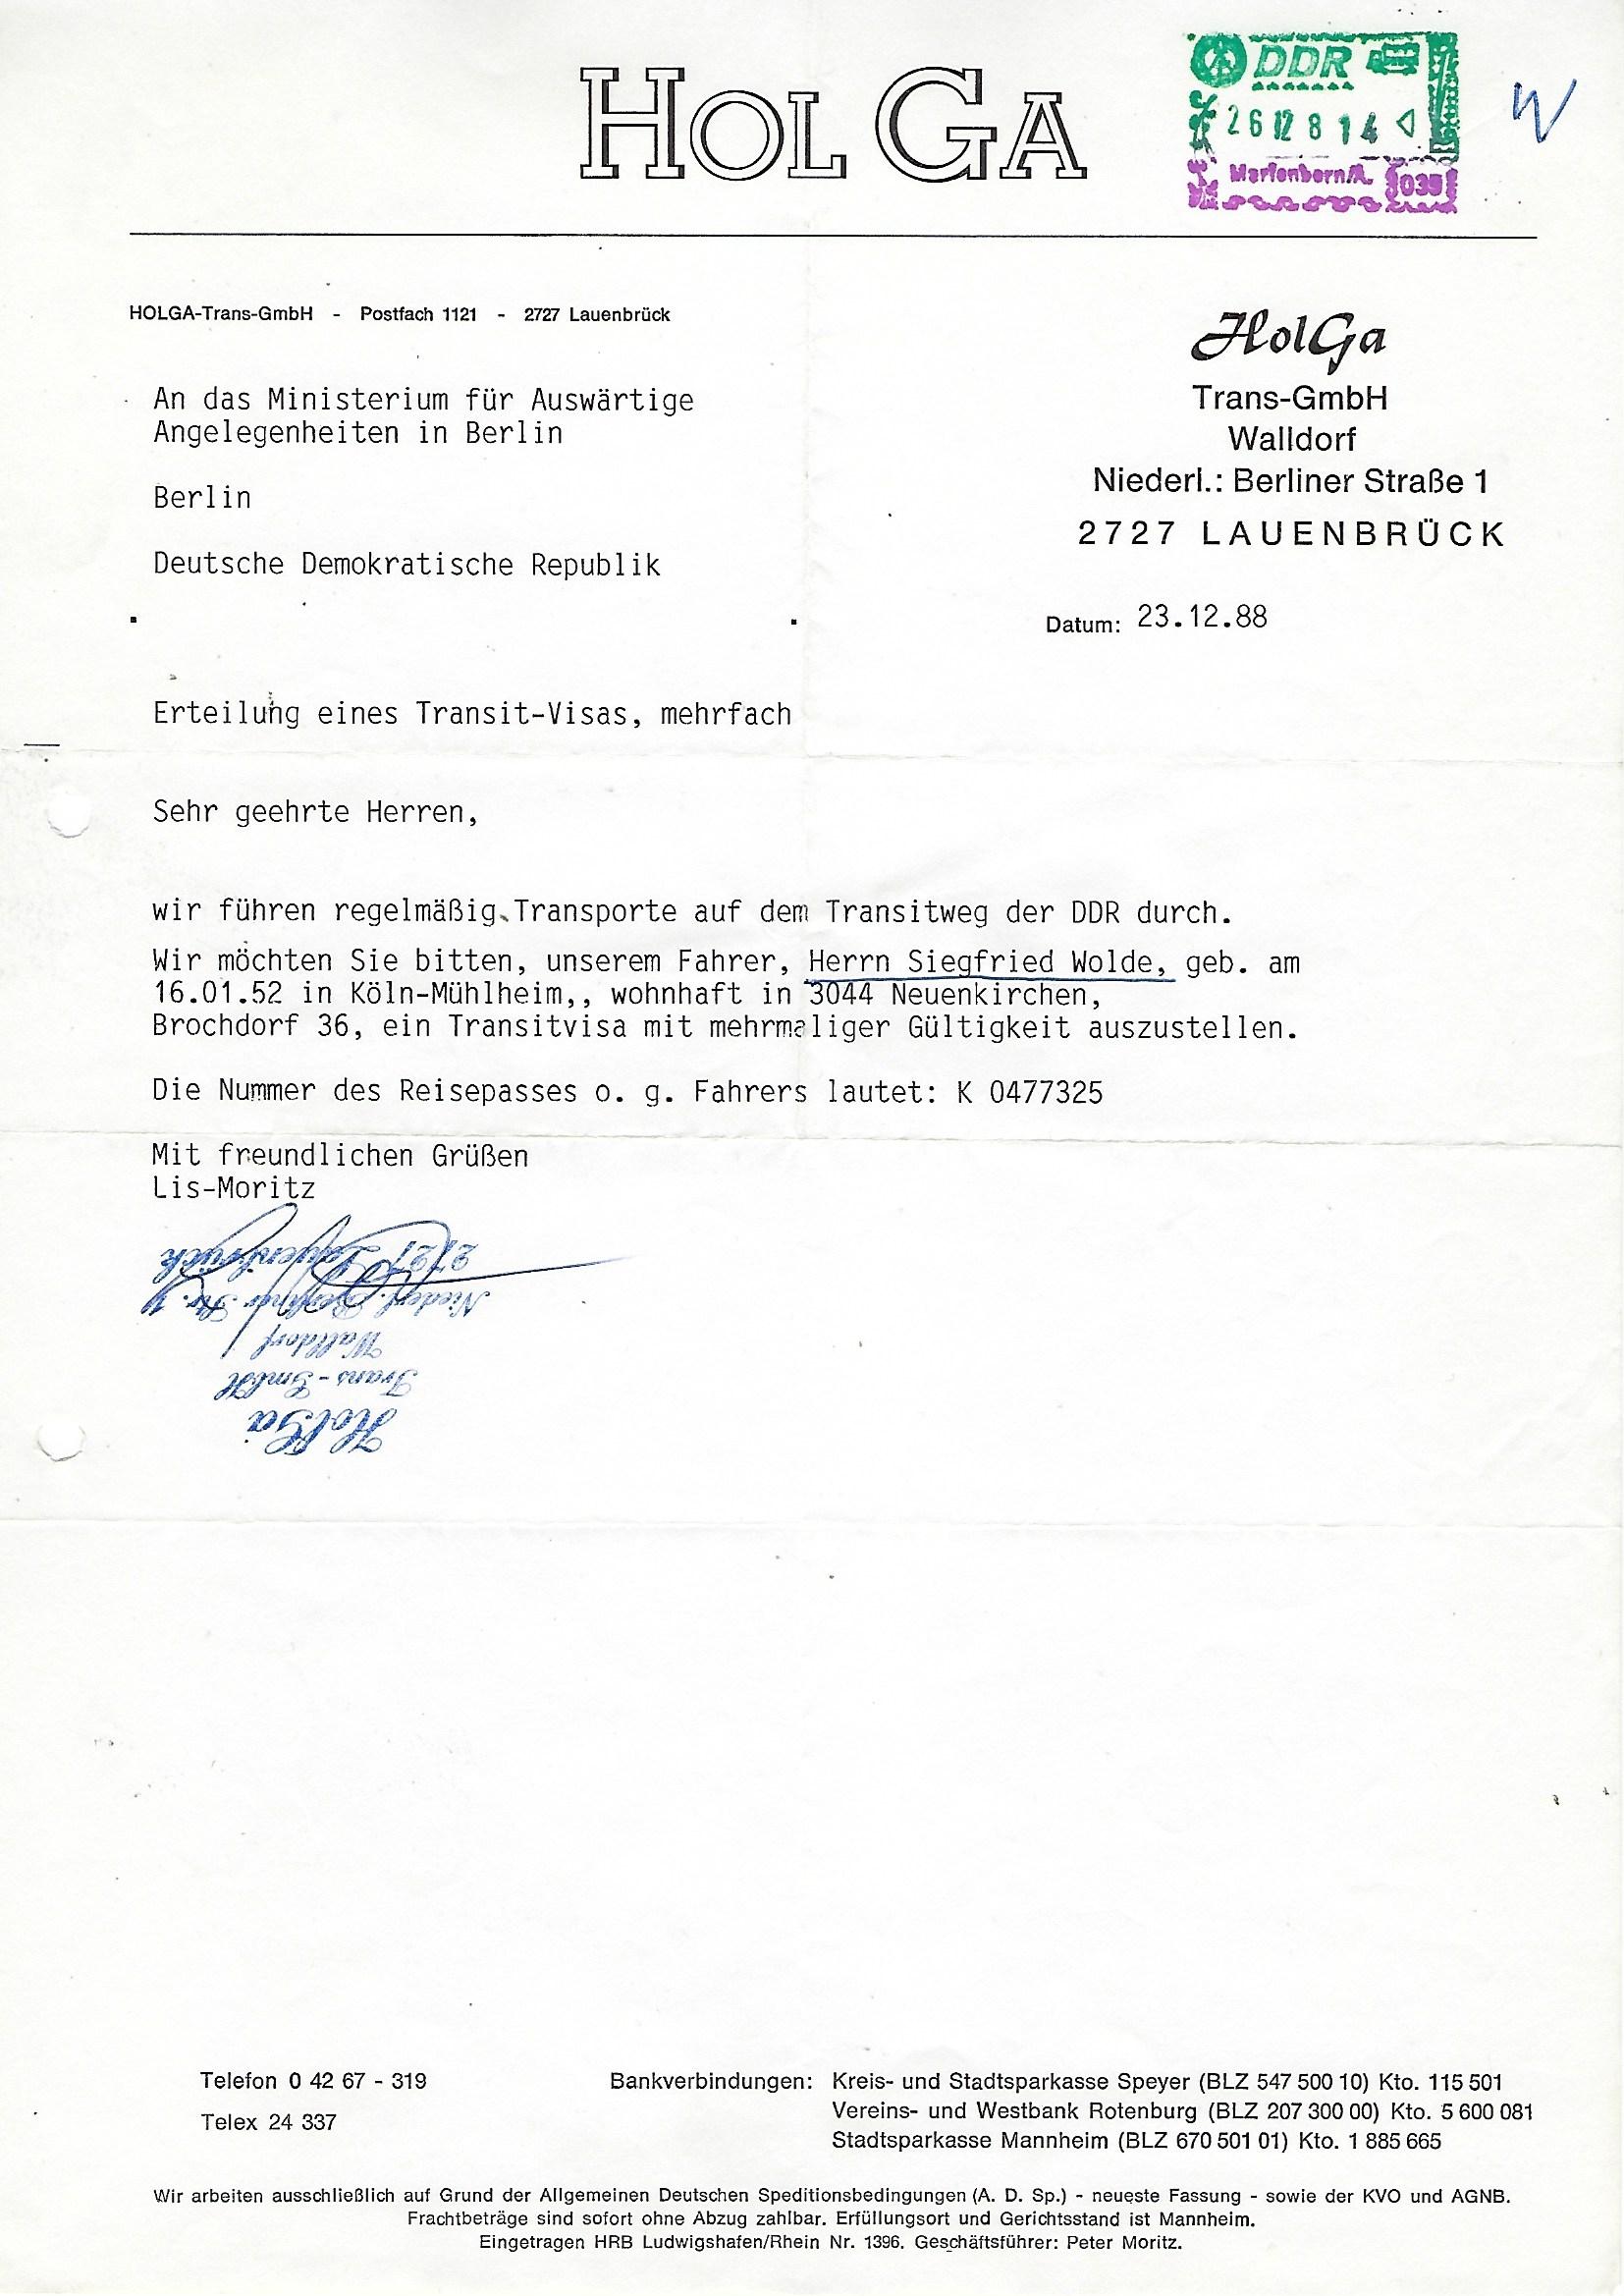 HOL GA
DDR
26 12 8 14
Marienborn/A. 039
W
HOLGA-Trans-GmbH - Postfach 1121 - 2727 Lauenbrück
HolGa
Trans-GmbH
Walldorf
Niederl.: Berliner Straße 1
2727 LAUENBRÜCK
An das Ministerium für Auswärtige
Angelegenheiten in Berlin
Berlin
Deutsche Demokratische Republik
Datum: 23.12.88
Erteilung eines Transit-Visas, mehrfach
Sehr geehrte Herren,
wir führen regelmäßig Transporte auf dem Transitweg der DDR durch.
Wir möchten Sie bitten, unserem Fahrer, Herrn Siegfried Wolde, geb. am
16.01.52 in Köln-Mühlheim,, wohnhaft in 3044 Neuenkirchen,
Brochdorf 36, ein Transitvisa mit mehrmaliger Gültigkeit auszustellen.
Die Nummer des Reisepasses o. g. Fahrers lautet: K 0477325
Mit freundlichen Grüßen
Lis-Moritz
HolGa
Trans-GmbH
Walldorf
Niederl. Berliner Str. 1
2727 Lauenbrück
Telefon 0 42 67 - 319
Telex 24 337
Bankverbindungen: Kreis- und Stadtsparkasse Speyer (BLZ 547 500 10) Kto. 115 501
Vereins- und Westbank Rotenburg (BLZ 207 300 00) Kto. 5 600 081
Stadtsparkasse Mannheim (BLZ 670 501 01) Kto. 1 885 665
Wir arbeiten ausschließlich auf Grund der Allgemeinen Deutschen Speditionsbedingungen (A. D. Sp.) - neueste Fassung - sowie der KVO und AGNB.
Frachtbeträge sind sofort ohne Abzug zahlbar. Erfüllungsort und Gerichtsstand ist Mannheim.
Eingetragen HRB Ludwigshafen/Rhein Nr. 1396. Geschäftsführer: Peter Moritz.